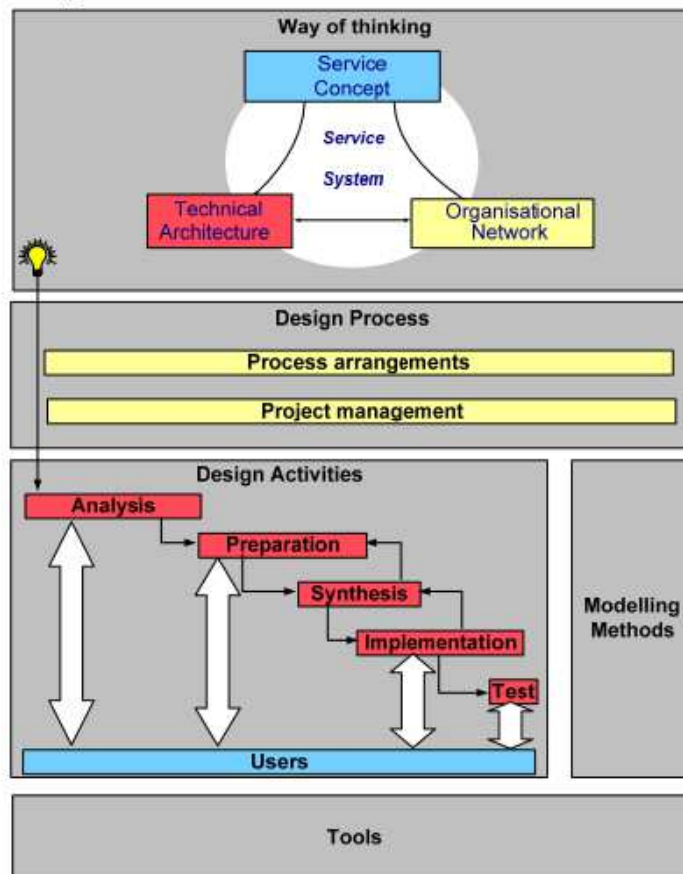 Way of thinking
Service
Concept
Service
System
Technical
Architecture
Organisational
Network
Design Process
Process arrangements
Project management
Design Activities
Analysis
Preparation
Synthesis
Implementation
Test
Users
Modelling
Methods
Tools